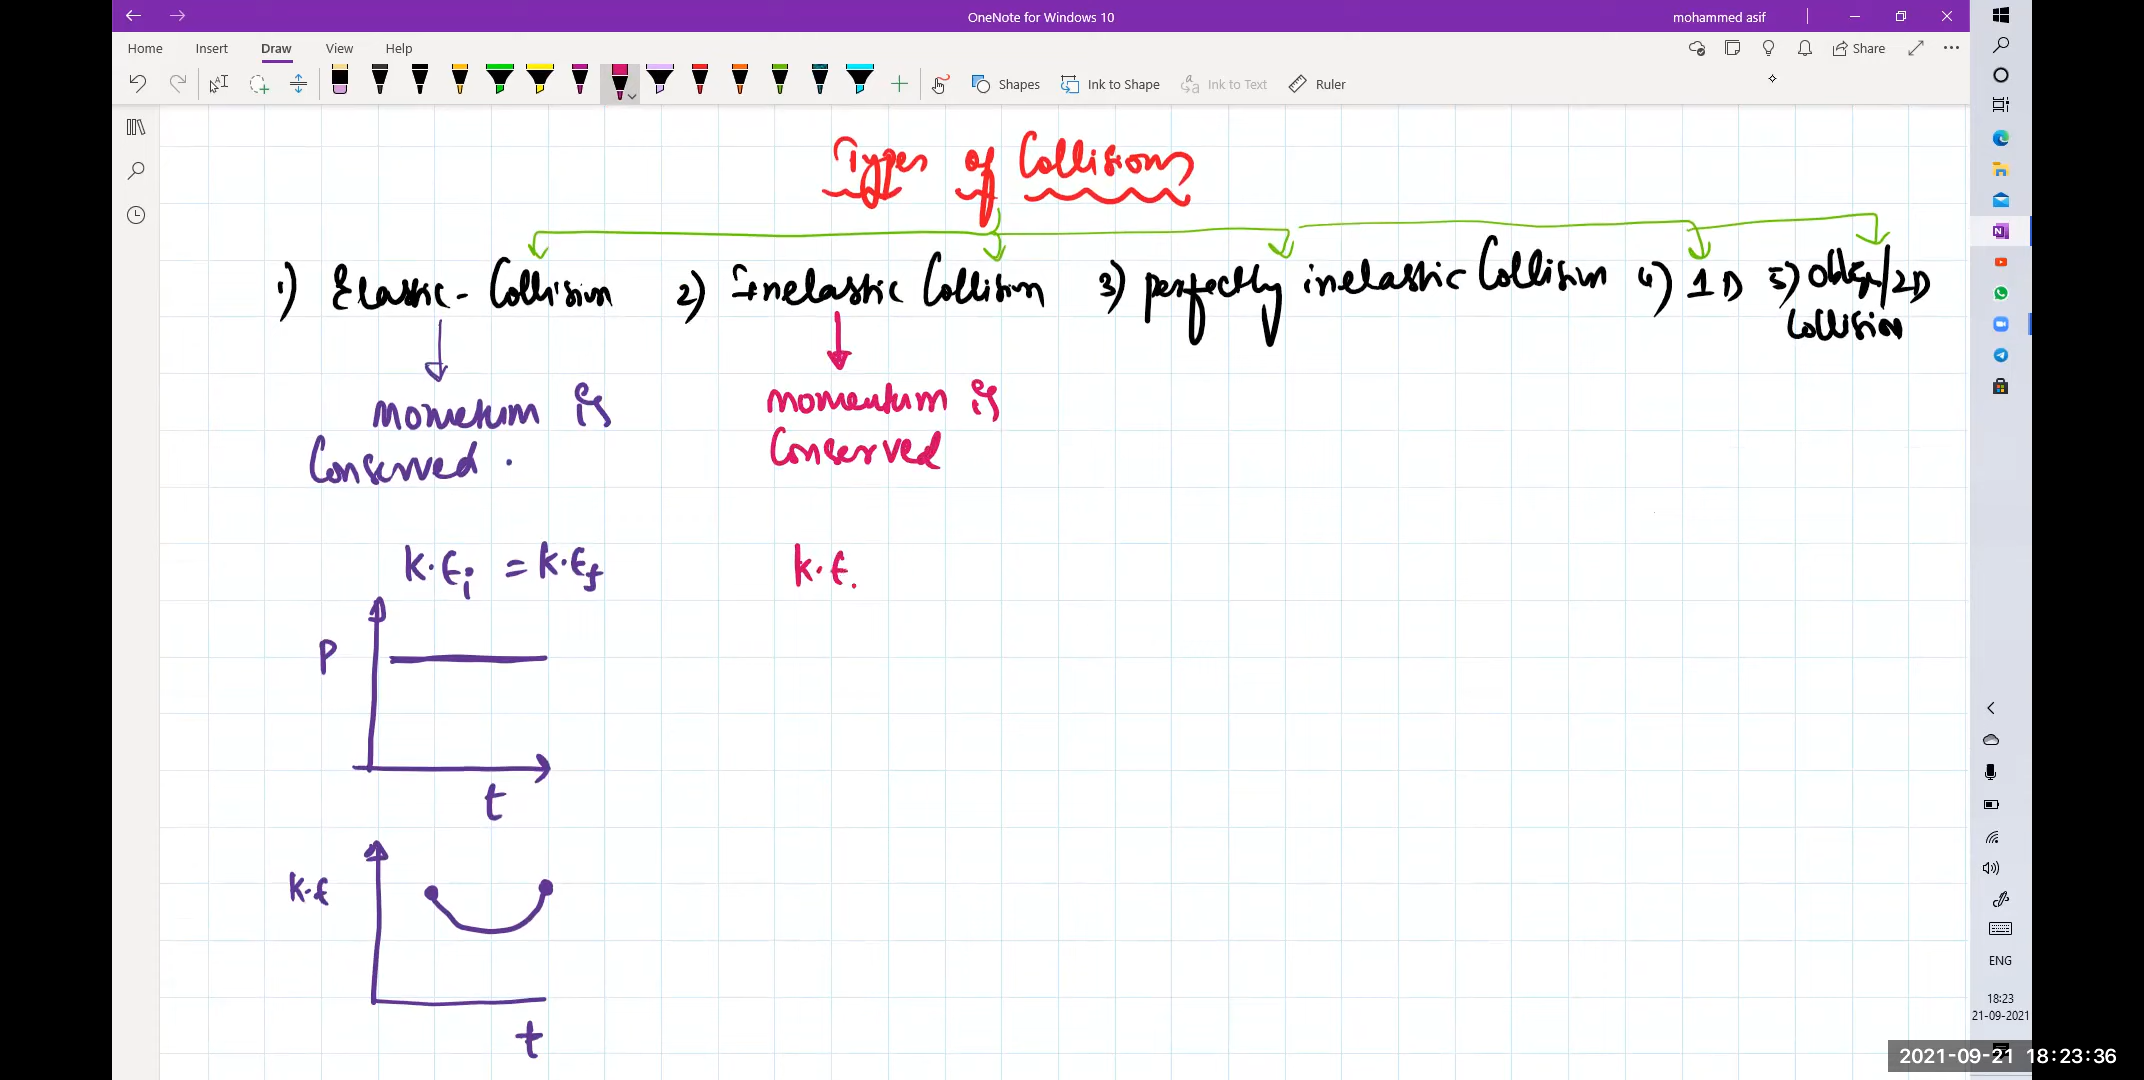 OneNote for Windows 10
mohammed asif
Home Insert Draw View Help
Share
Shapes Ink to Shape Ink to Text Ruler
Types of Collisions
1) Elastic - Collision 2) Inelastic Collision 3) perfectly inelastic Collision 4) 1D 5) /2D
Collision
Mometum is
Conserved .
momentum is
Conserved
K.Ei = K.Ef
K.E.
P
t
K.E
t
ENG
18:23
21-09-2021
2021-09-21 18:23:36